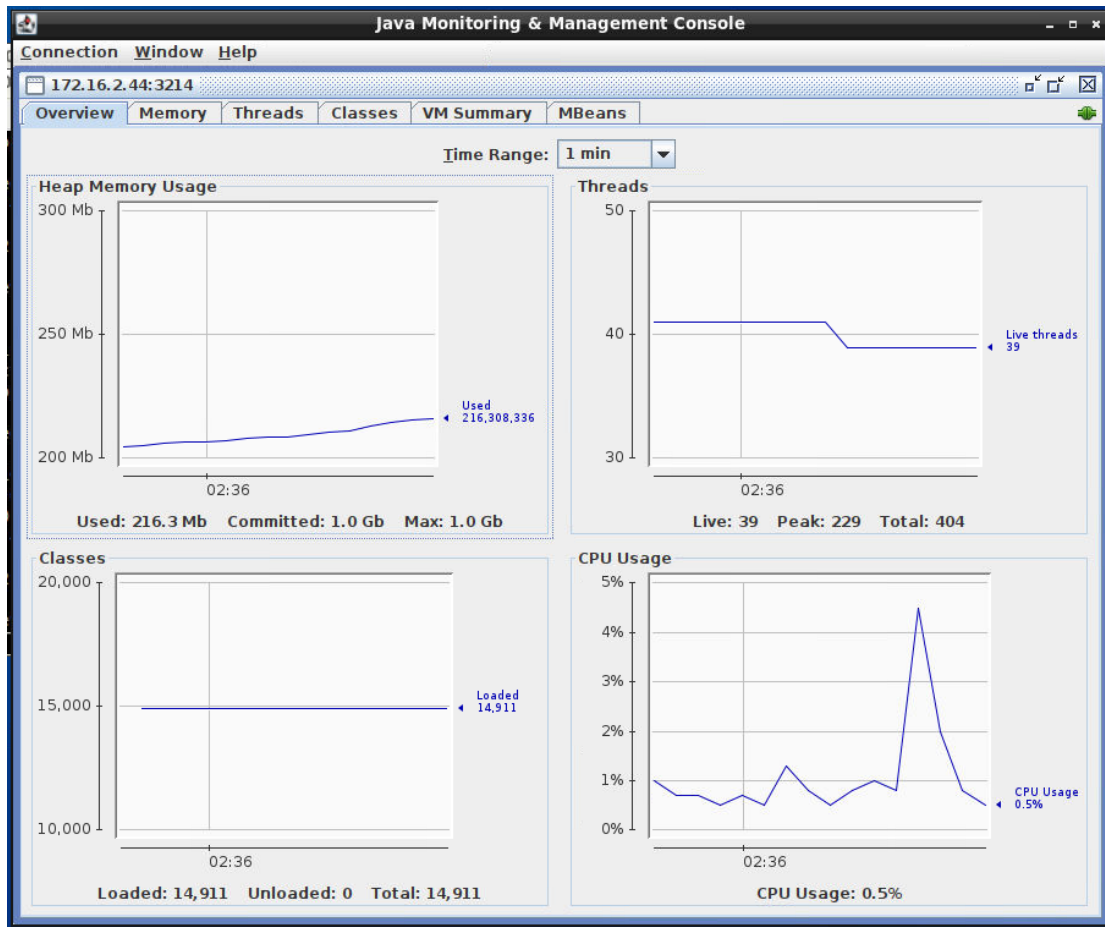 Java Monitoring & Management Console
Connection Window Help
172.16.2.44:3214
Overview Memory Threads Classes VM Summary MBeans
Time Range: 1 min
Heap Memory Usage
300 Mb
250 Mb
200 Mb
Used
216,308,336
02:36
Used: 216.3 Mb Committed: 1.0 Gb Max: 1.0 Gb
Threads
50
40
30
Live threads
39
02:36
Live: 39 Peak: 229 Total: 404
Classes
20,000
15,000
10,000
Loaded
14,911
02:36
Loaded: 14,911 Unloaded: 0 Total: 14,911
CPU Usage
5%
4%
3%
2%
1%
0%
CPU Usage
0.5%
02:36
CPU Usage: 0.5%